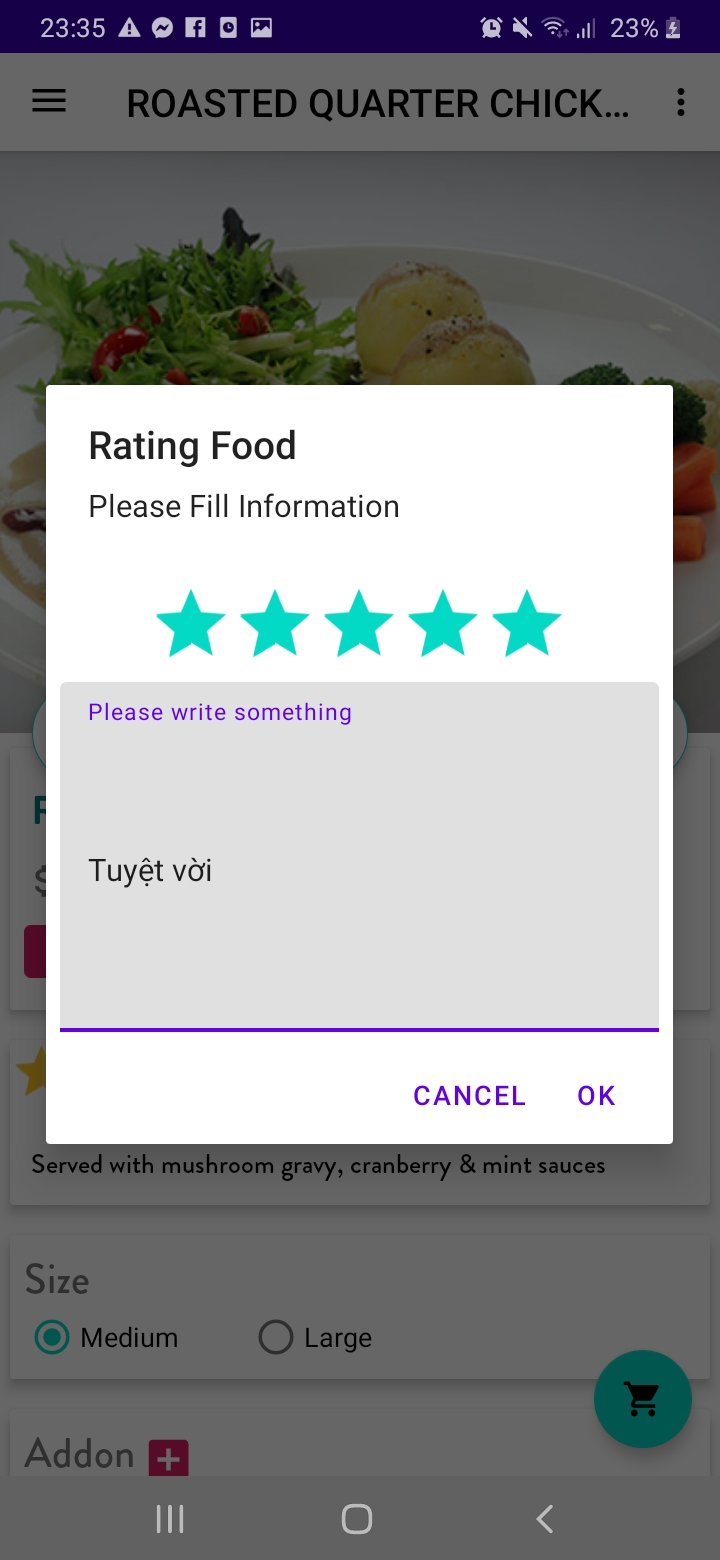 23:35 23%
ROASTED QUARTER CHICK...
Rating Food
Please Fill Information
Please write something
Tuyệt vời
CANCEL OK
Served with mushroom gravy, cranberry & mint sauces
Size
Medium Large
Addon